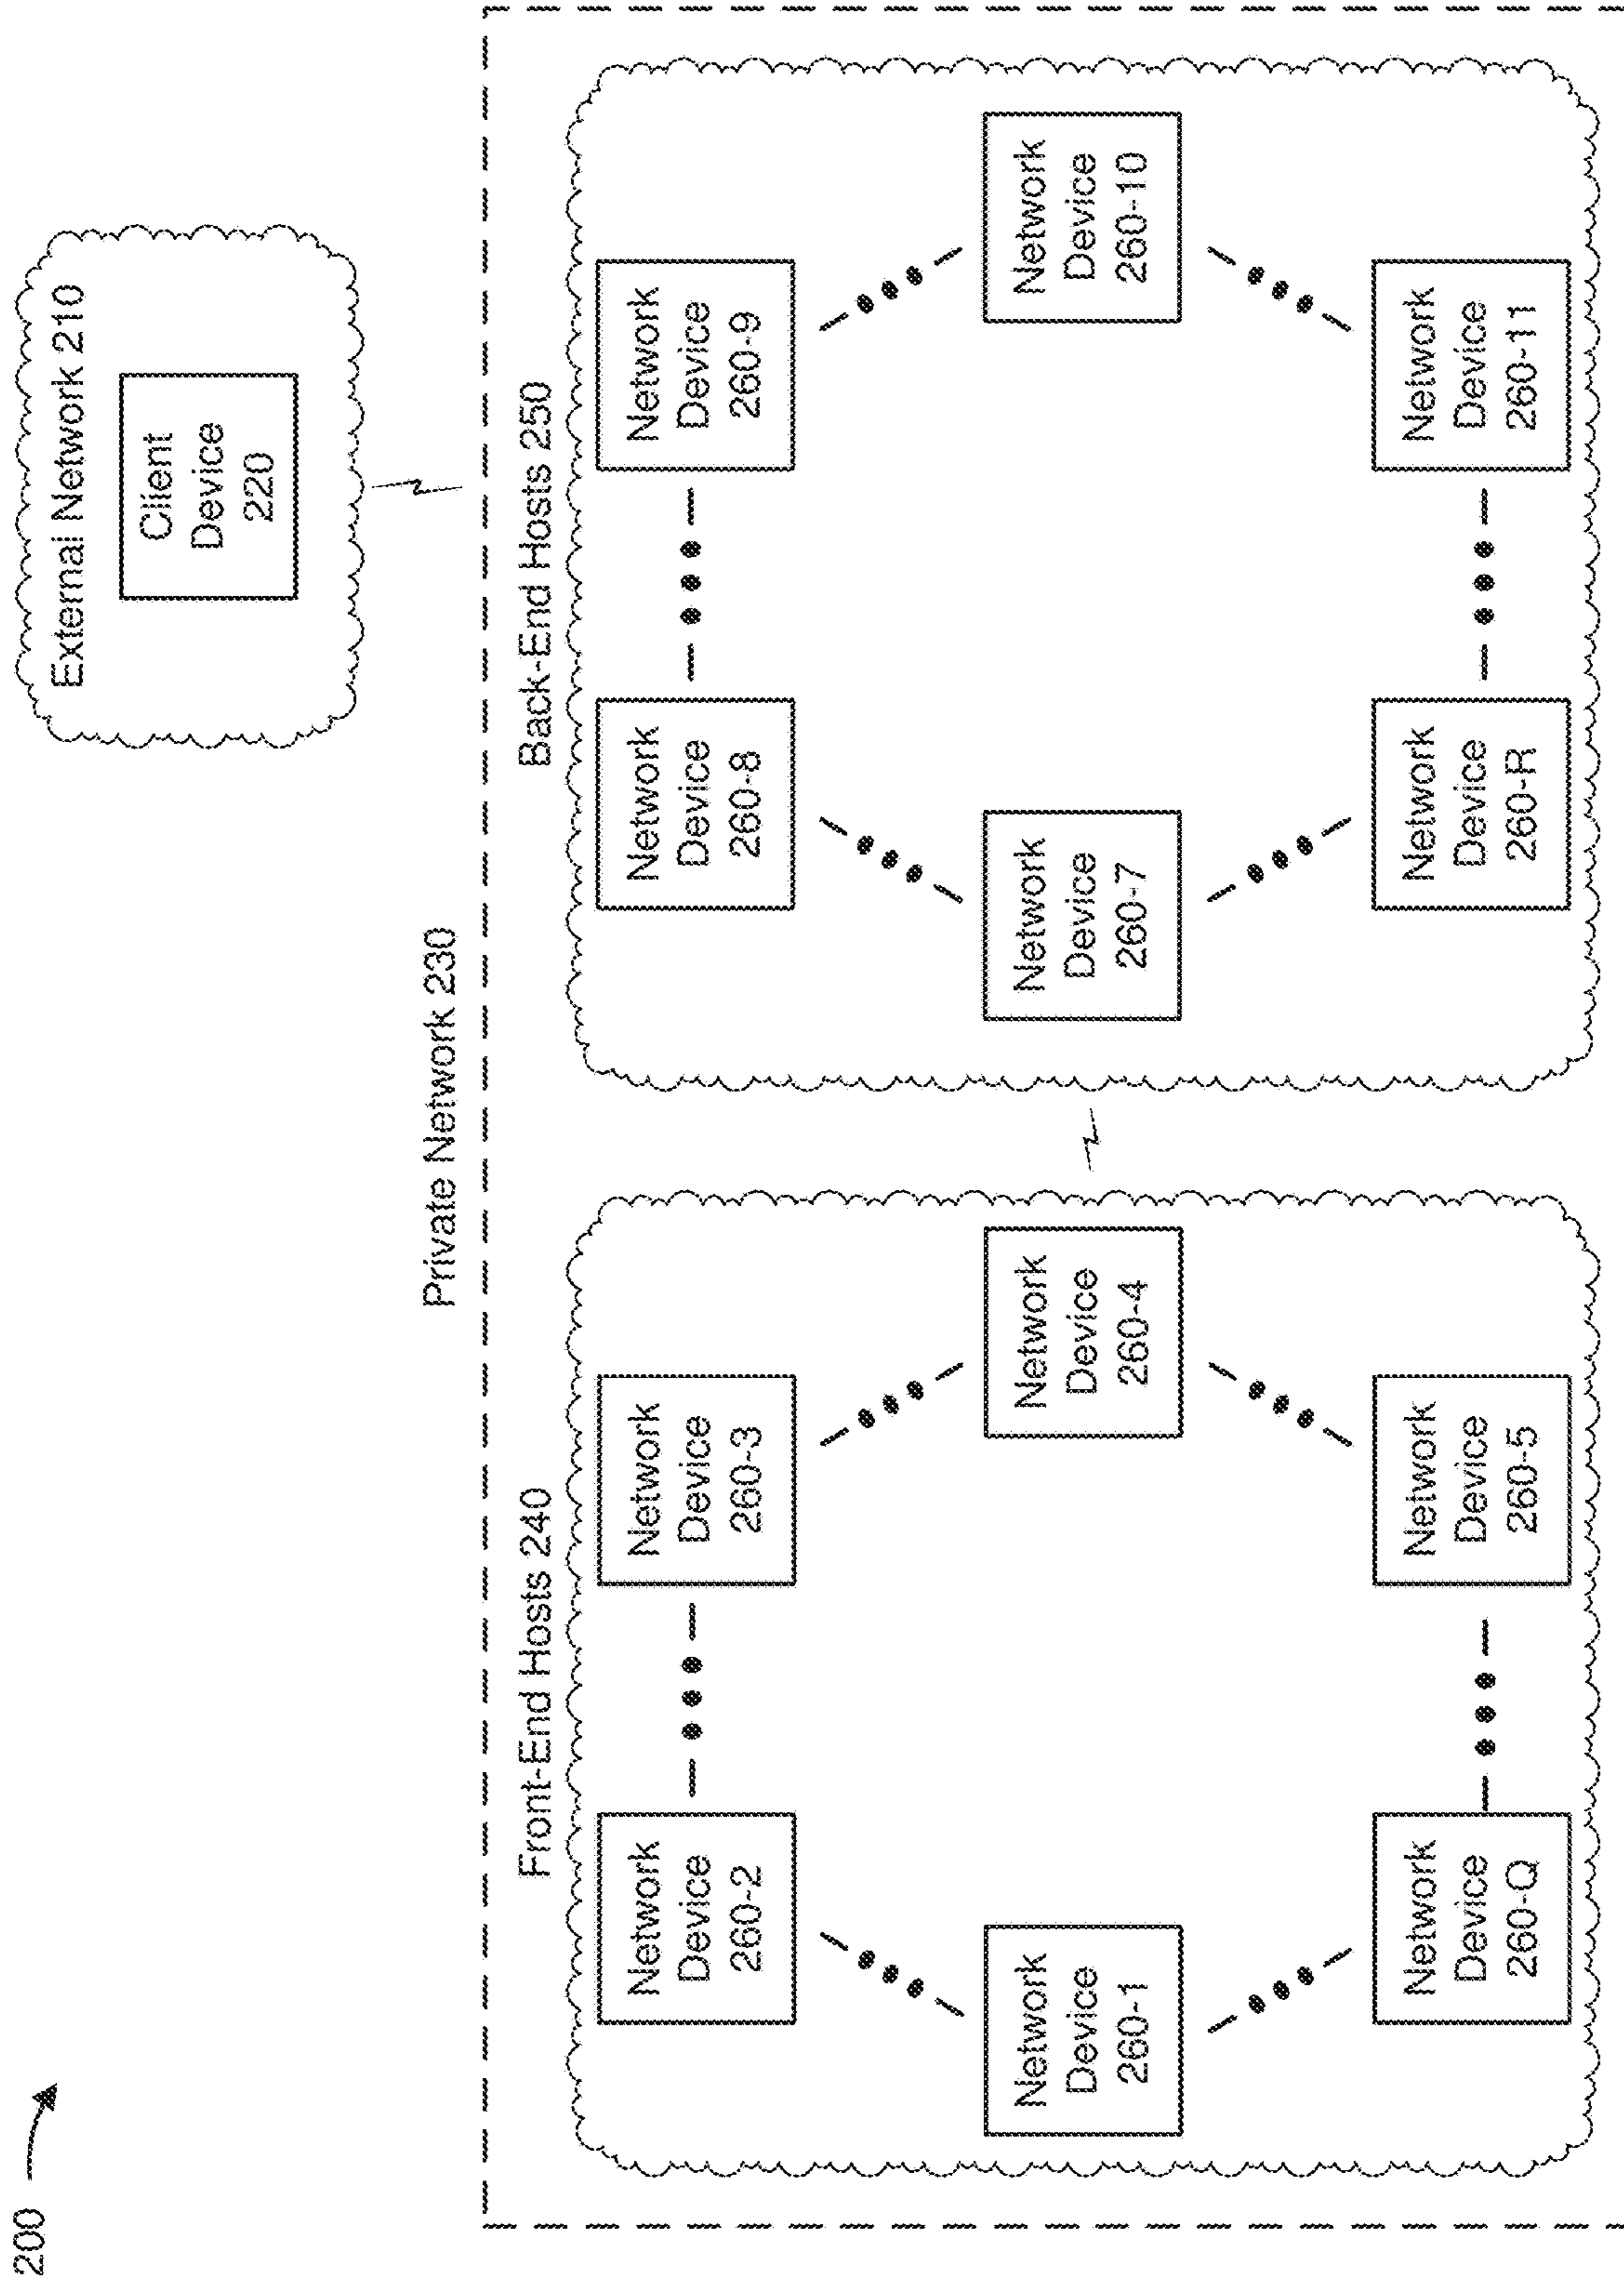 200
External Network 210
Client
Device
220
Private Network 230
Front-End Hosts 240
Network
Device
260-2
Network
Device
260-3
Network
Device
260-1
Network
Device
260-4
Network
Device
260-Q
Network
Device
260-5
Back-End Hosts 250
Network
Device
260-8
Network
Device
260-9
Network
Device
260-7
Network
Device
260-10
Network
Device
260-R
Network
Device
260-11